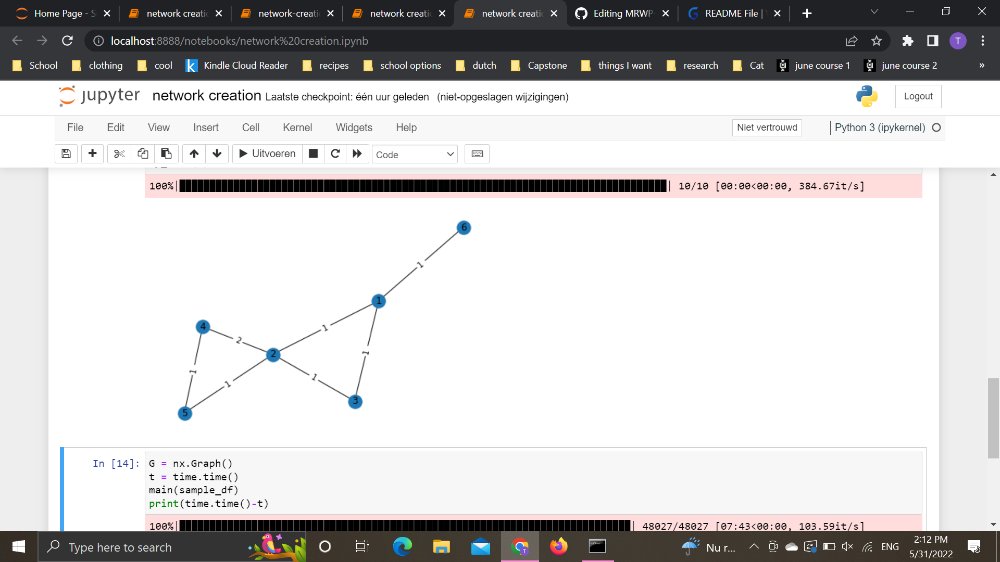 Home Page - S
network creatio
network-creati
network creatio
network creatio
Editing MRWP-
README File |
localhost:8888/notebooks/network%20creation.ipynb
T
School
clothing
cool
k
Kindle Cloud Reader
recipes
school options
dutch
Capstone
things I want
research
Cat
june course 1
june course 2
»
jupyter
network creation Laatste checkpoint: één uur geleden (niet-opgeslagen wijzigingen)
Logout
File Edit View Insert Cell Kernel Widgets Help
Niet vertrouwd
Python 3 (ipykernel)
Uitvoeren
Code
100%| | 10/10 [00:00<00:00, 384.67it/s]
6
1
1
4
1
2
2
1
1
1
1
3
5
In [14]:
G = nx.Graph()
t = time.time()
main(sample_df)
print(time.time()-t)
100%| | 48027/48027 [07:43<00:00, 103.59it/s]
Type here to search
Nu r...
ENG
2:12 PM
5/31/2022